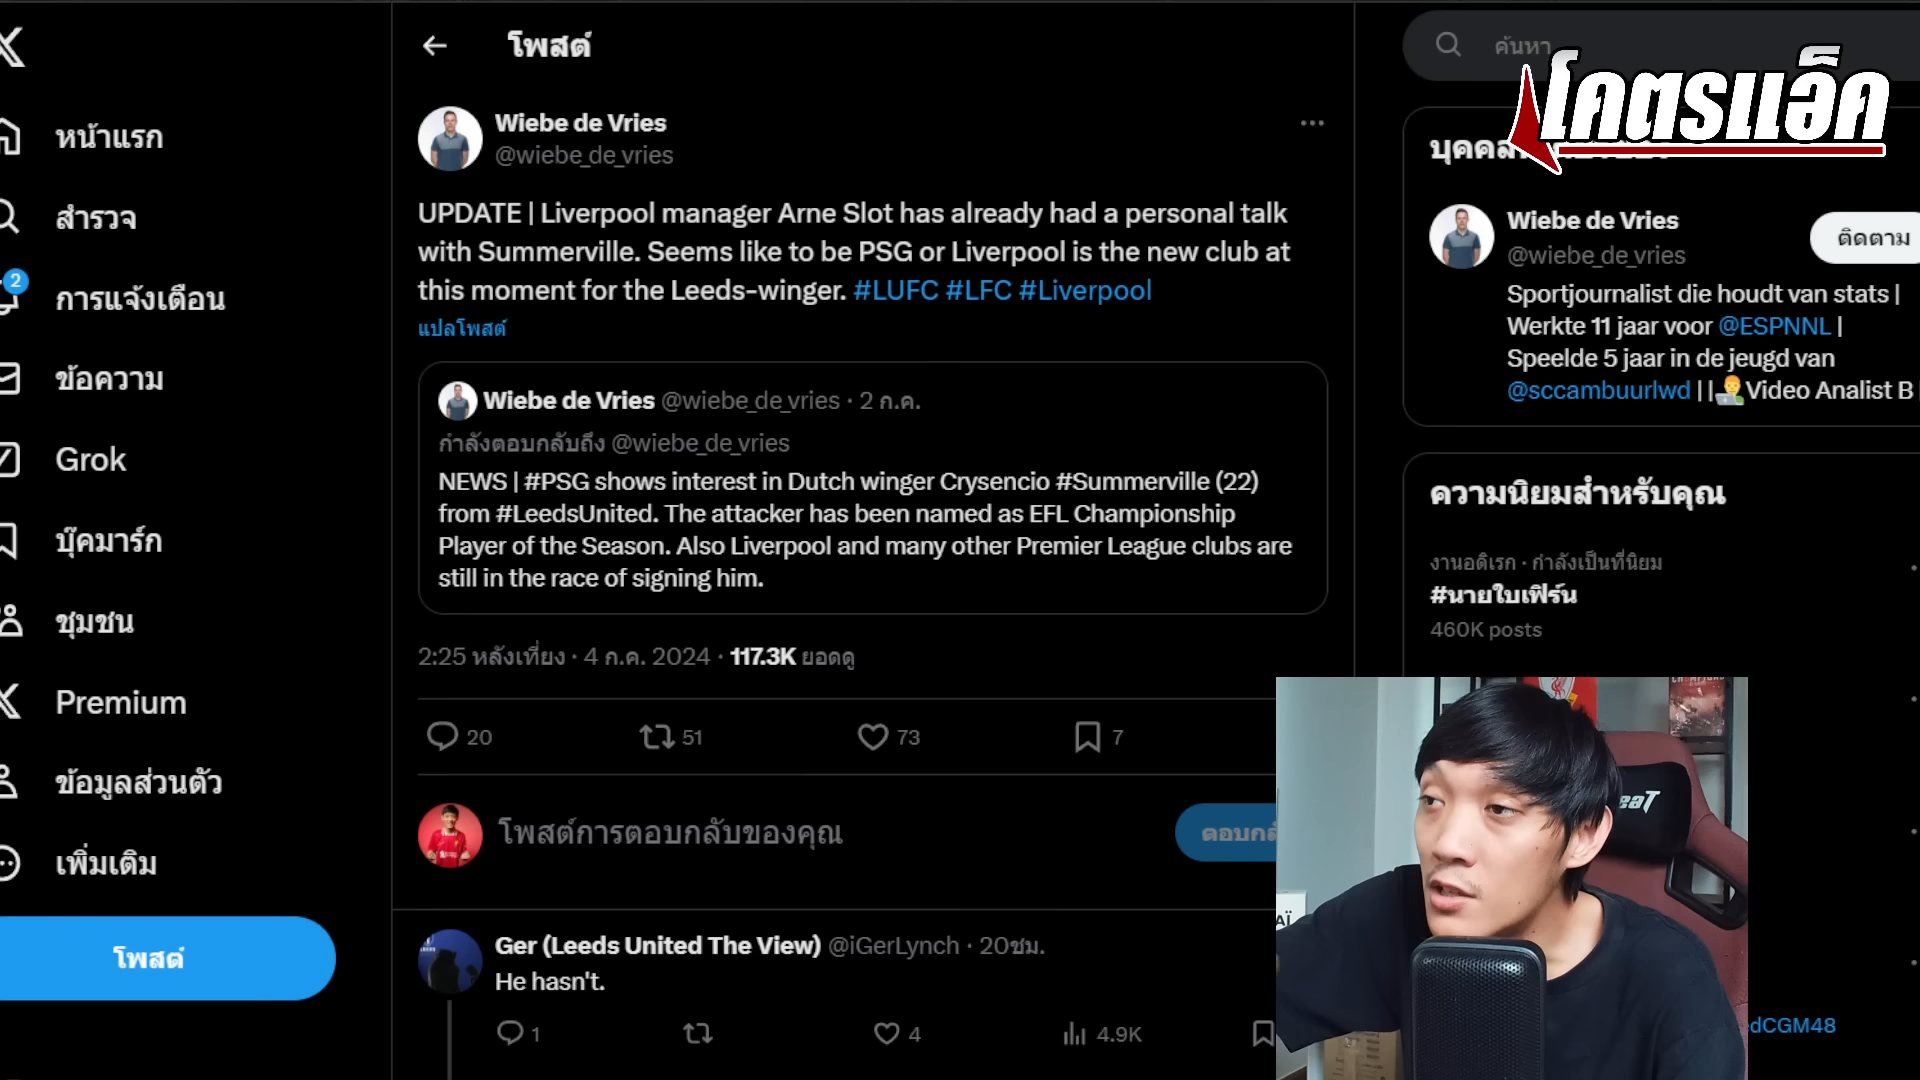 โพสต์
ค้นหา
โคตรแอ็ค
หน้าแรก
สำรวจ
2
การแจ้งเตือน
ข้อความ
Grok
บุ๊คมาร์ก
ชุมชน
Premium
ข้อมูลส่วนตัว
เพิ่มเติม
โพสต์
Wiebe de Vries
@wiebe_de_vries
UPDATE | Liverpool manager Arne Slot has already had a personal talk
with Summerville. Seems like to be PSG or Liverpool is the new club at
this moment for the Leeds-winger. #LUFC #LFC #Liverpool
แปลโพสต์
Wiebe de Vries @wiebe_de_vries · 2 ก.ค.
กำลังตอบกลับถึง @wiebe_de_vries
NEWS | #PSG shows interest in Dutch winger Crysencio #Summerville (22)
from #LeedsUnited. The attacker has been named as EFL Championship
Player of the Season. Also Liverpool and many other Premier League clubs are
still in the race of signing him.
2:25 หลังเที่ยง · 4 ก.ค. 2024 · 117.3K ยอดดู
20 51 73 7
โพสต์การตอบกลับของคุณ
Ger (Leeds United The View) @iGerLynch · 20ชม.
He hasn't.
1 4 4.9K
Wiebe de Vries
@wiebe_de_vries
ติดตาม
Sportjournalist die houdt van stats |
Werkte 11 jaar voor @ESPNNL |
Speelde 5 jaar in de jeugd van
@sccambuurlwd || Video Analist B
ความนิยมสำหรับคุณ
งานอดิเรก · กำลังเป็นที่นิยม
#นายใบเฟิร์น
460K posts
dCGM48